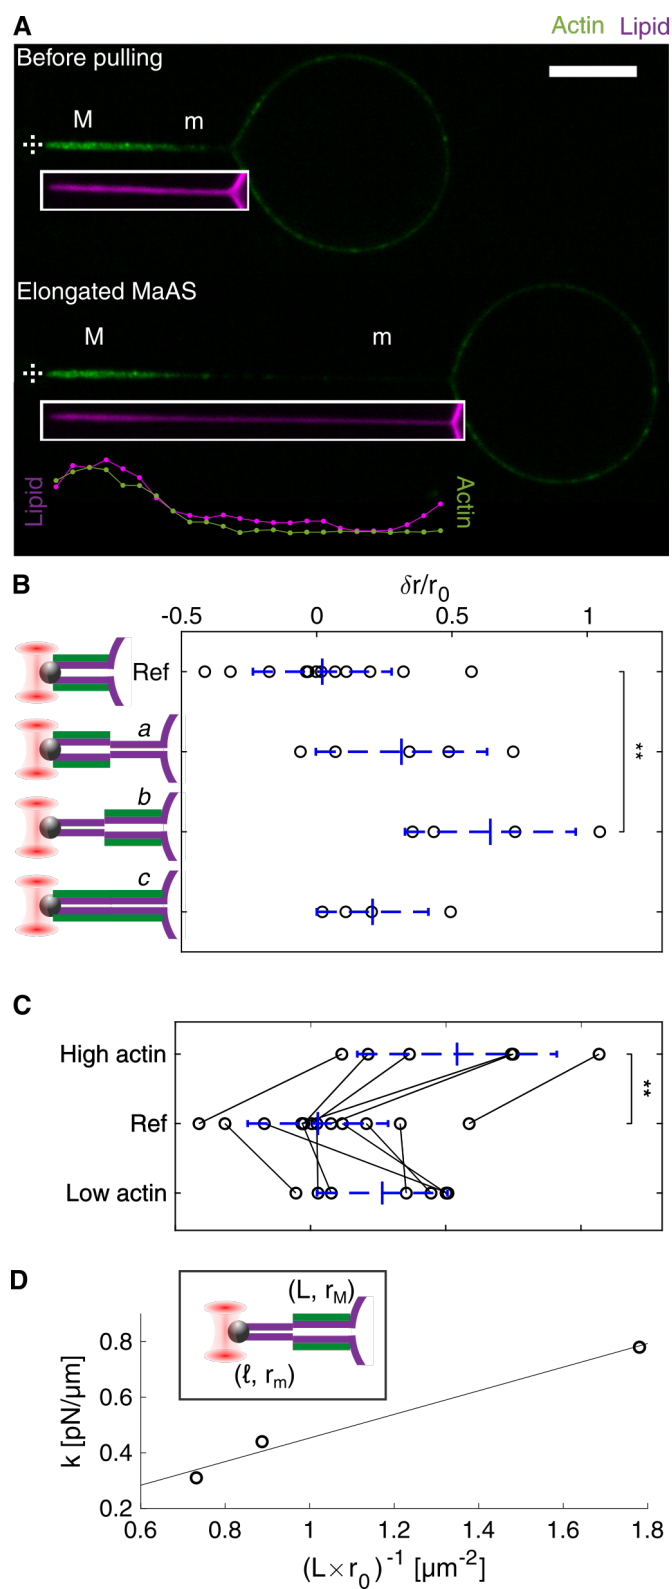 A
Actin Lipid
Before pulling
M m
Elongated MaAS
M m
Lipid
Actin
B
δr/r0
-0.5 0 0.5 1
Ref
a
**
b
c
C
High actin
**
Ref
Low actin
D
(L, rM)
(ℓ, rm)
0.8
0.6
0.4
0.2
k [pN/μm]
0.6 0.8 1 1.2 1.4 1.6 1.8
(L×r0)-1 [μm-2]